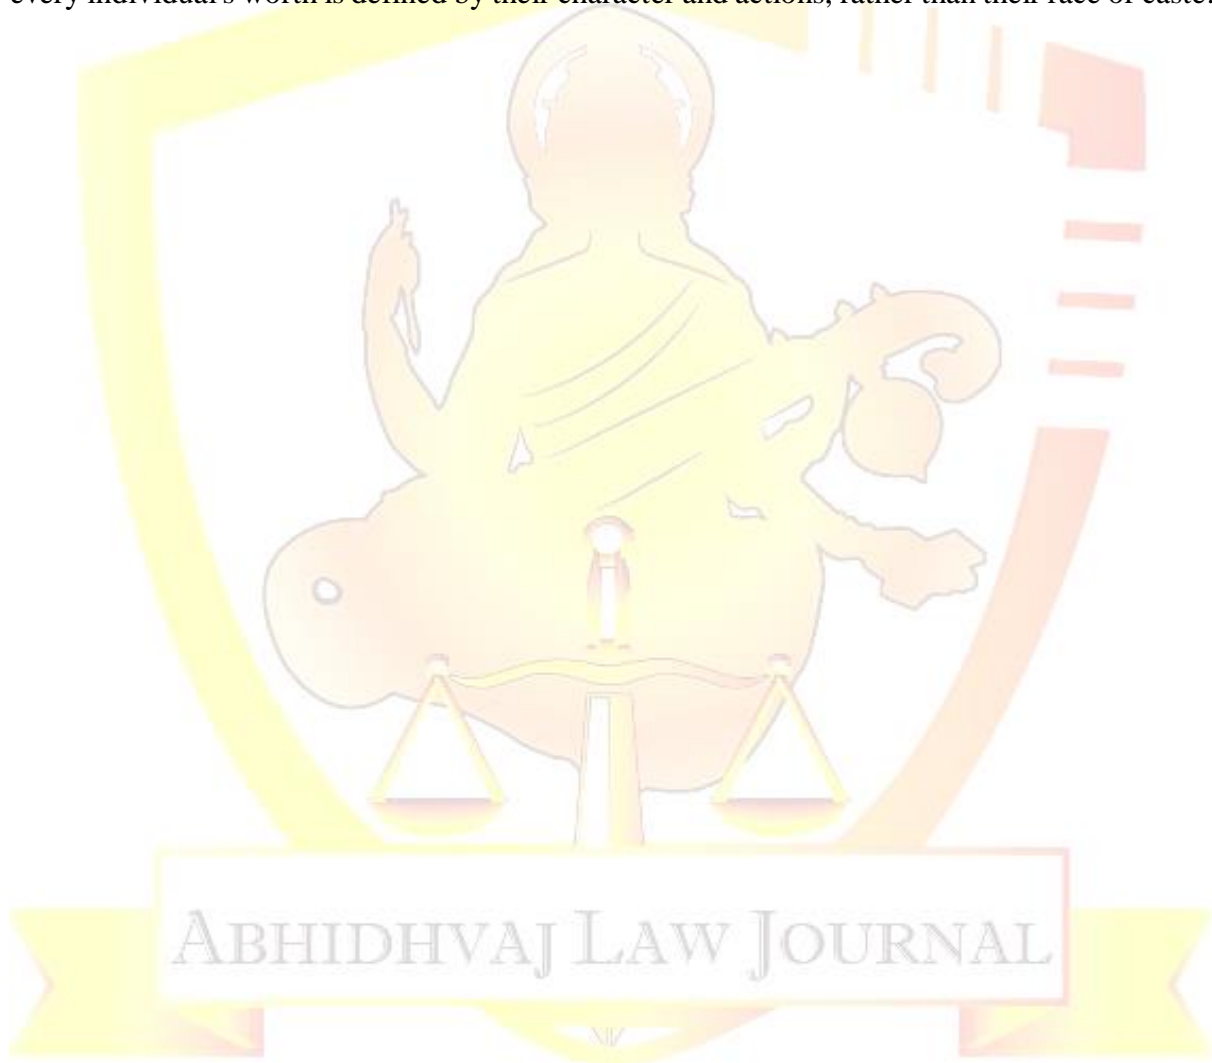 every individual's worth is defined by their character and actions, rather than their race or caste.
ABHIDHVAJ LAW JOURNAL